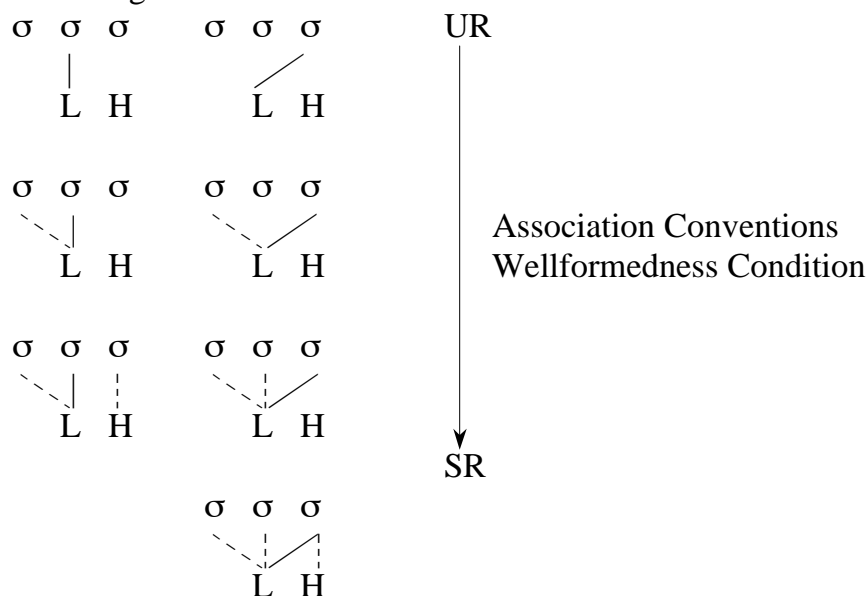 σ σ σ σ σ σ UR
L H L H
σ σ σ σ σ σ
Association Conventions
L H L H Wellformedness Condition
σ σ σ σ σ σ
L H L H
SR
σ σ σ
L H